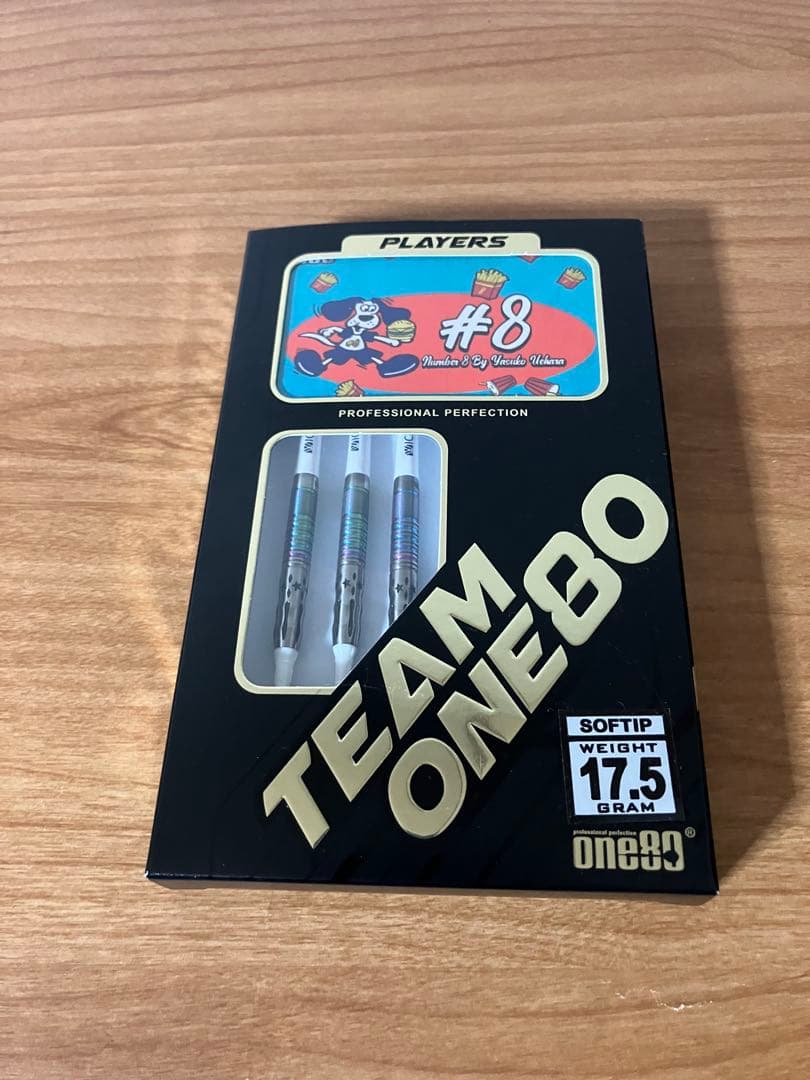 PLAYERS
#8
Number 8 By Yasuko Uehara
PROFESSIONAL PERFECTION
TEAM
ONE80
SOFTIP
WEIGHT
17.5
GRAM
professional perfection
one80®